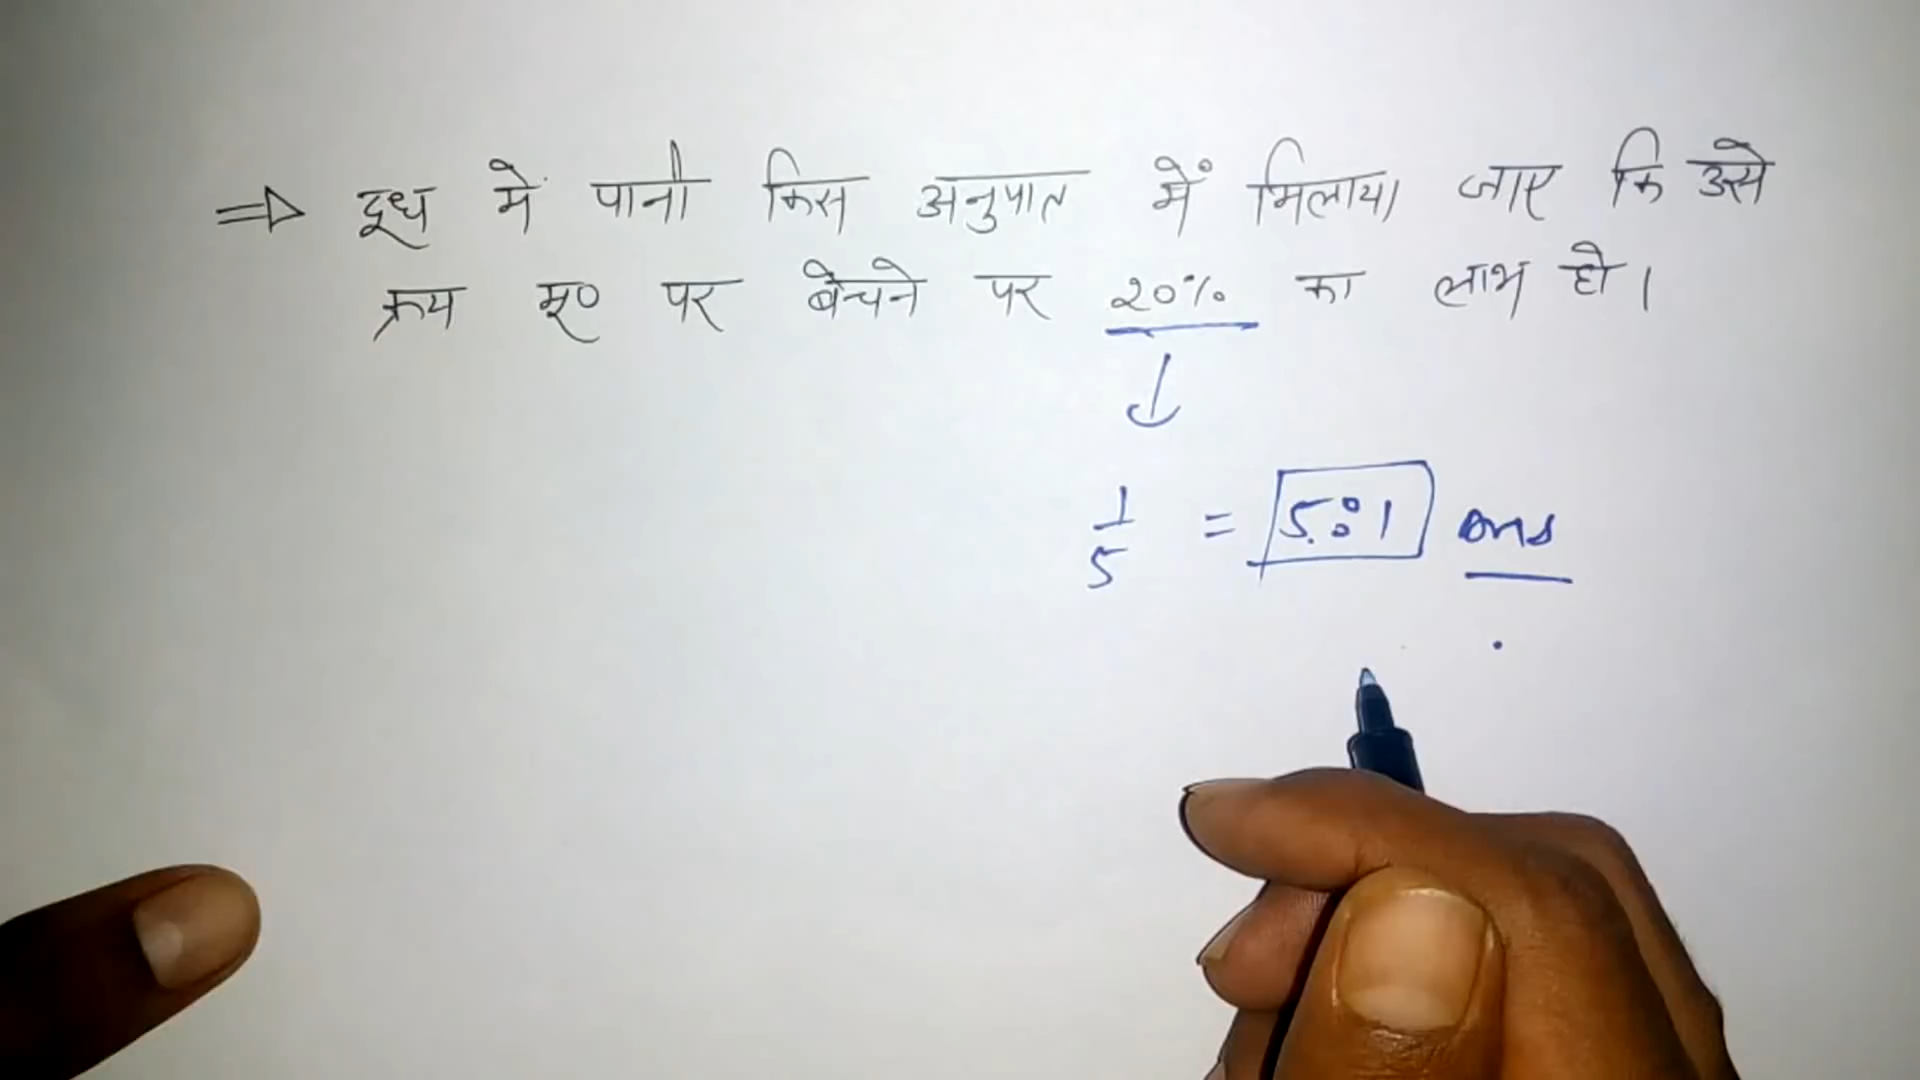 ⇒ दूध में पानी किस अनुपात में मिलाया जाए कि उसे
क्रय मू० पर बेचने पर 20% का लाभ हो।
1/5 = 5:1 ans